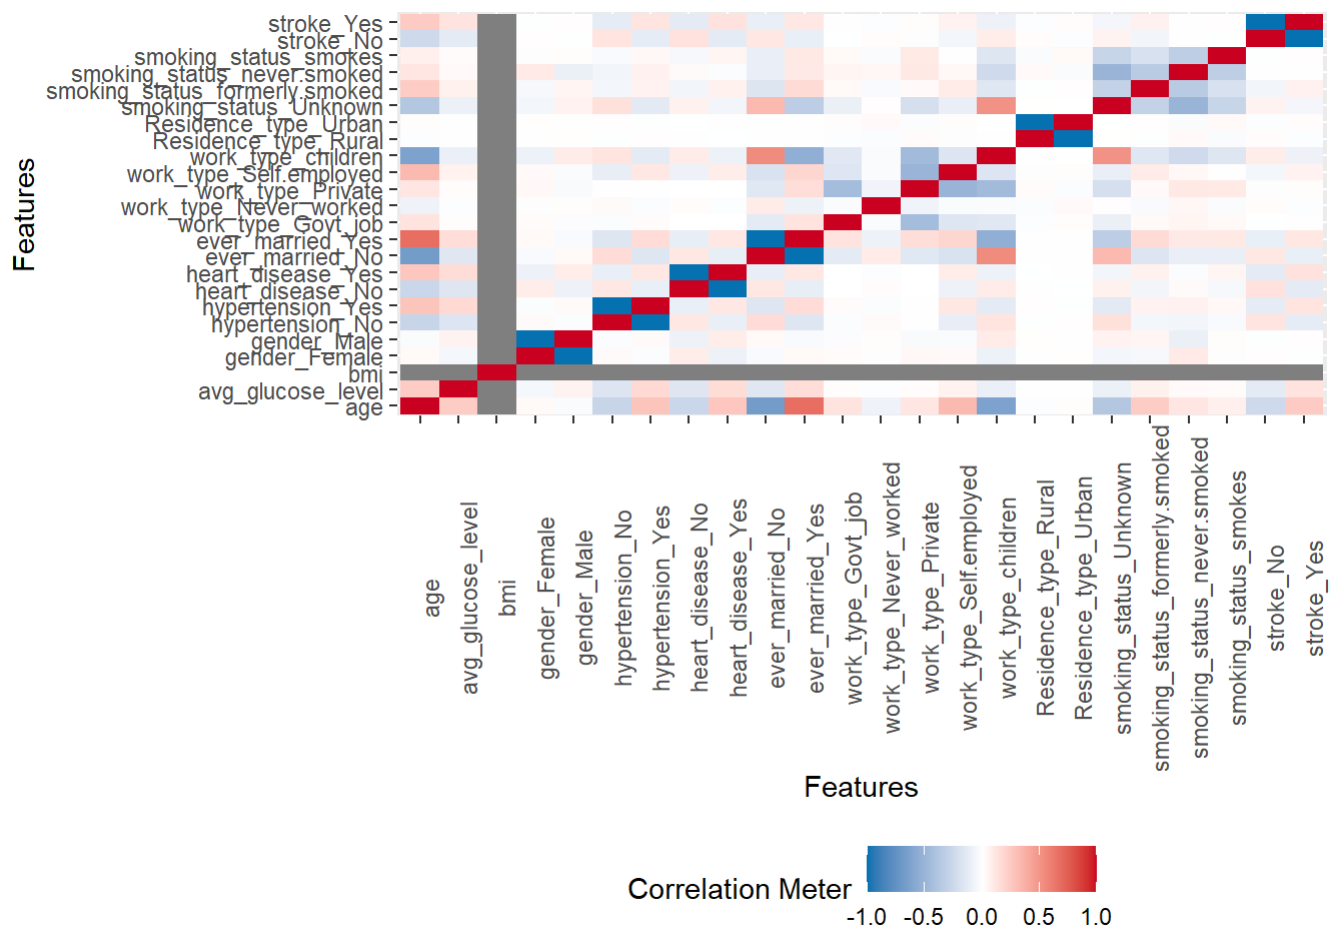 stroke_Yes
stroke_No
smoking_status_smokes
smoking_status_never.smoked
smoking_status_formerly.smoked
smoking_status_Unknown
Residence_type_Urban
Residence_type_Rural
work_type_children
work_type_Self.employed
work_type_Private
work_type_Never_worked
work_type_Govt_job
ever_married_Yes
ever_married_No
heart_disease_Yes
heart_disease_No
hypertension_Yes
hypertension_No
gender_Male
gender_Female
bmi
avg_glucose_level
age
Features
age
avg_glucose_level
bmi
gender_Female
gender_Male
hypertension_No
hypertension_Yes
heart_disease_No
heart_disease_Yes
ever_married_No
ever_married_Yes
work_type_Govt_job
work_type_Never_worked
work_type_Private
work_type_Self.employed
work_type_children
Residence_type_Rural
Residence_type_Urban
smoking_status_Unknown
smoking_status_formerly.smoked
smoking_status_never.smoked
smoking_status_smokes
stroke_No
stroke_Yes
Features
Correlation Meter
-1.0 -0.5 0.0 0.5 1.0